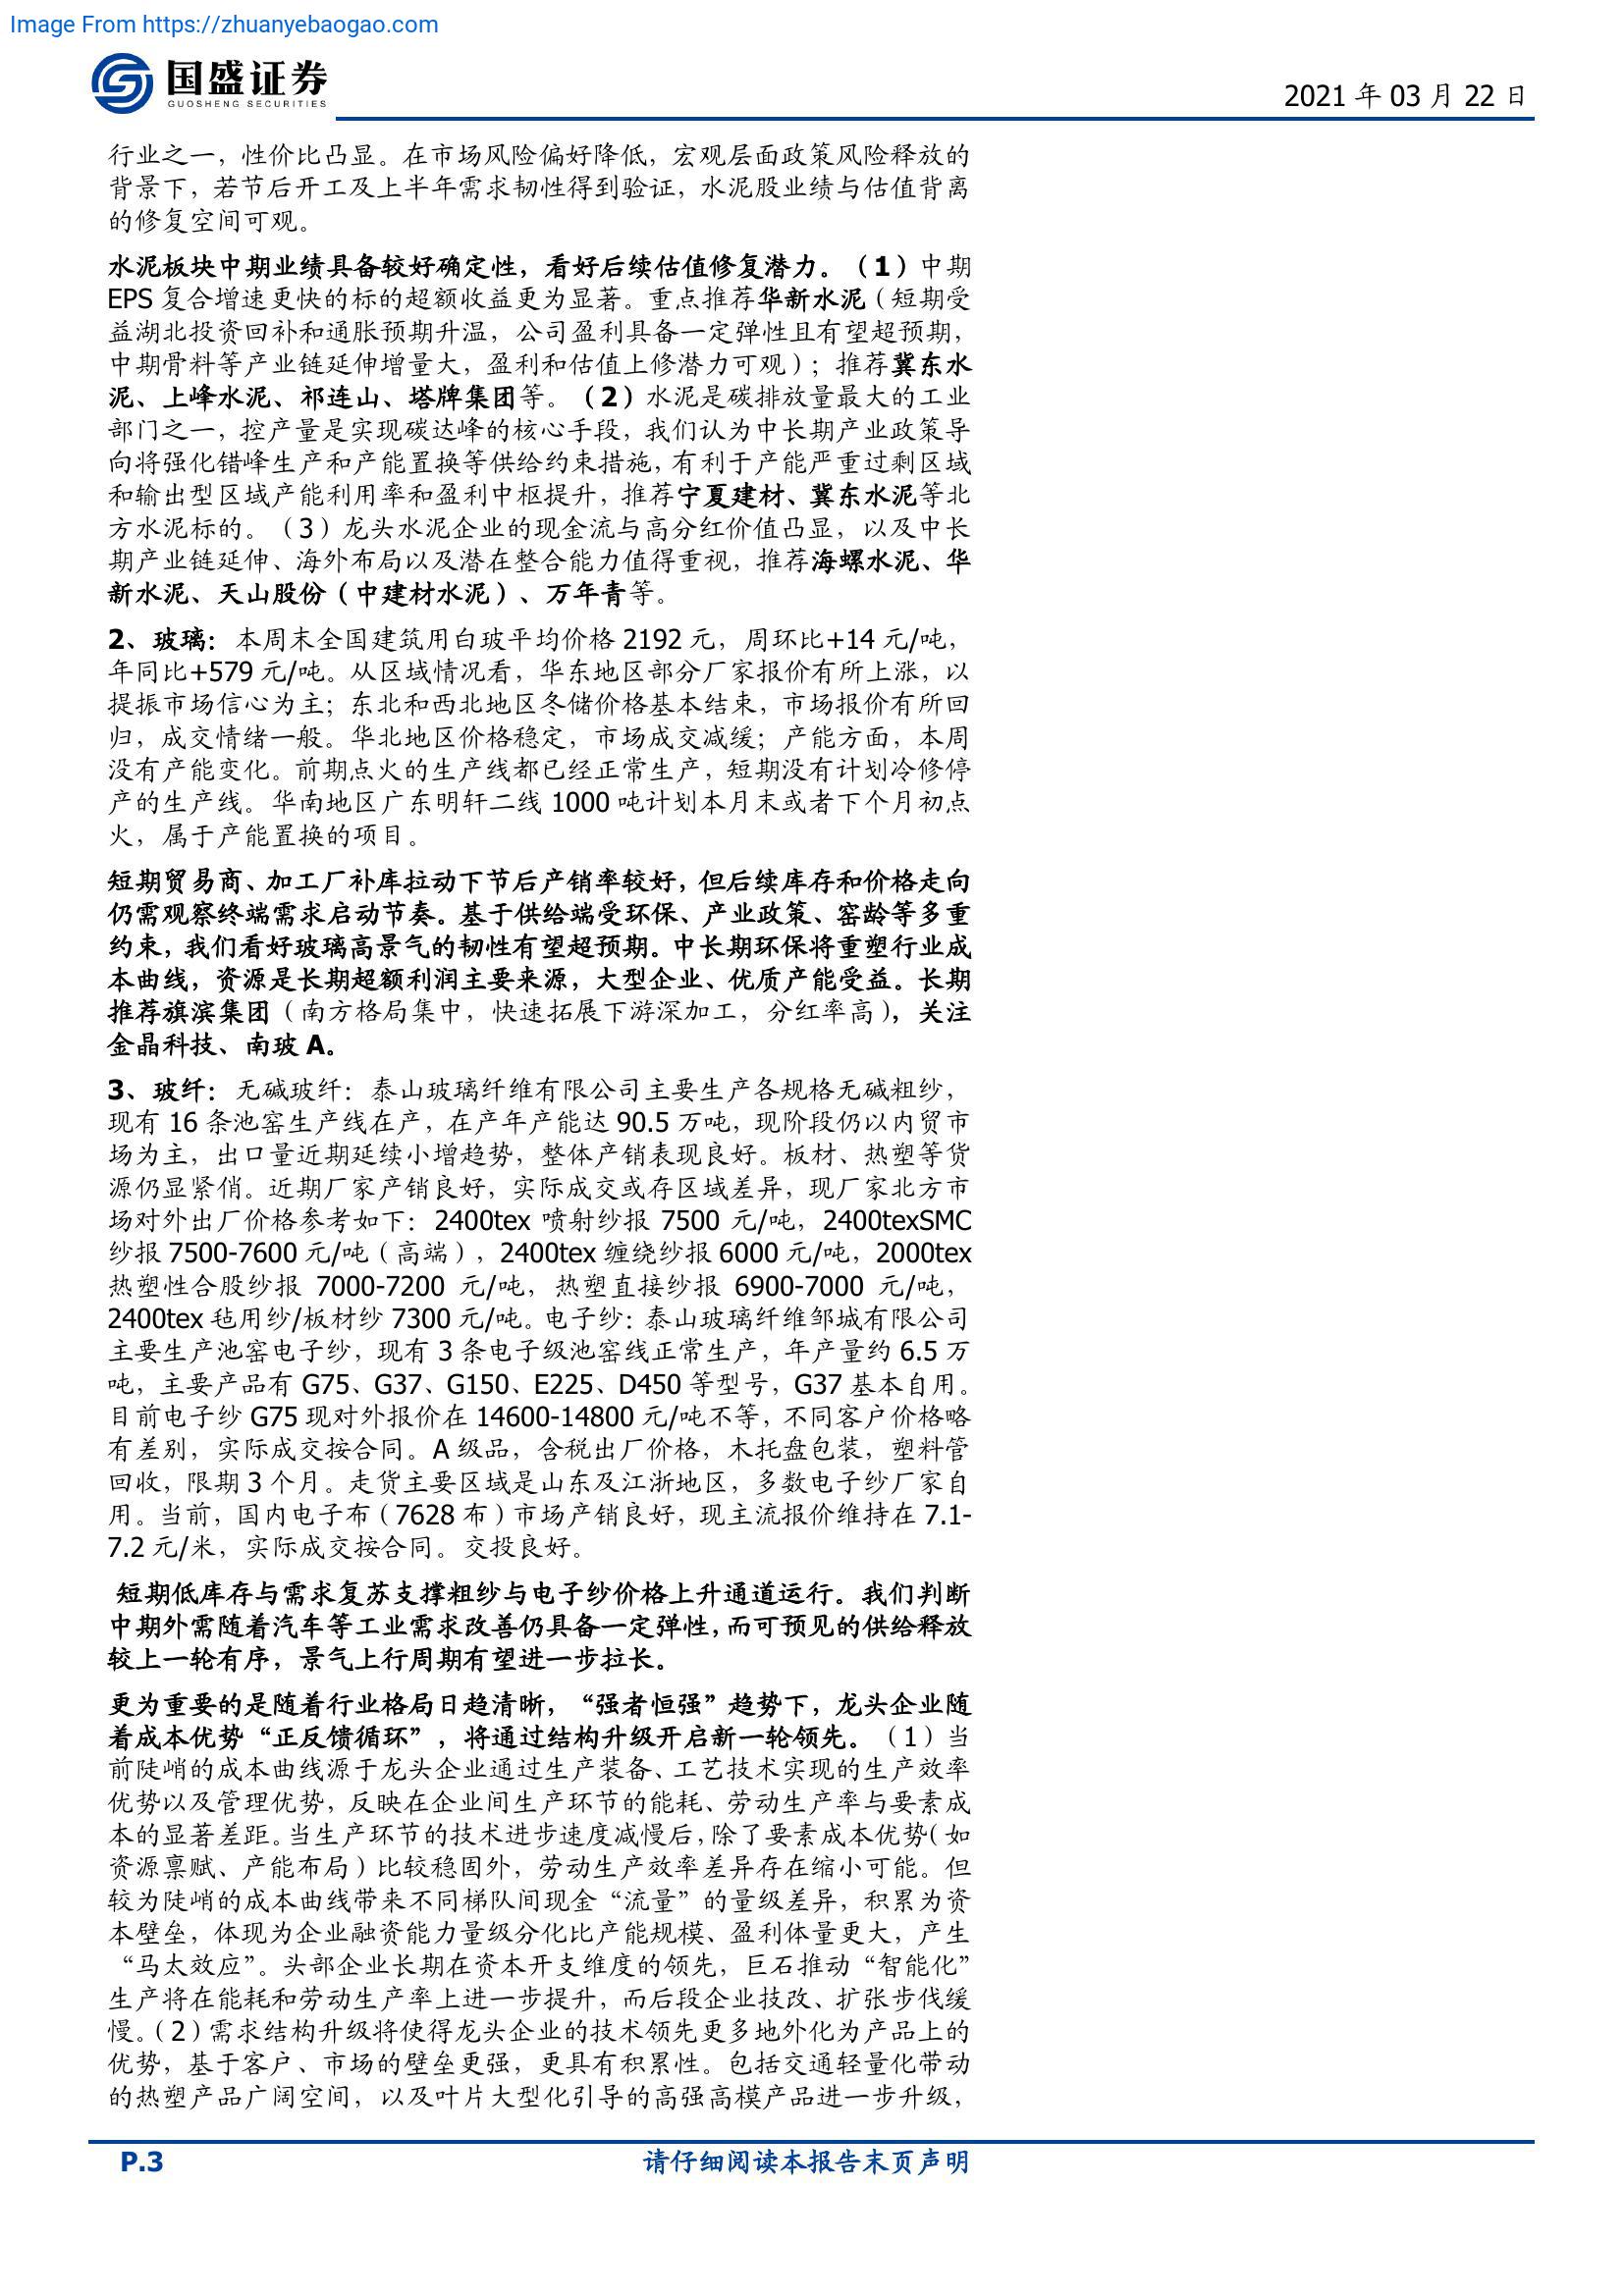 Image From https://zhuanyebaogao.com
国盛证券
GUOSHENG SECURITIES
2021 年 03 月 22 日
行业之一，性价比凸显。在市场风险偏好降低，宏观层面政策风险释放的
背景下，若节后开工及上半年需求韧性得到验证，水泥股业绩与估值背离
的修复空间可观。
水泥板块中期业绩具备较好确定性，看好后续估值修复潜力。（1）中期
EPS 复合增速更快的标的超额收益更为显著。重点推荐华新水泥（短期受
益湖北投资回补和通胀预期升温，公司盈利具备一定弹性且有望超预期，
中期骨料等产业链延伸增量大，盈利和估值上修潜力可观）；推荐冀东水
泥、上峰水泥、祁连山、塔牌集团等。（2）水泥是碳排放量最大的工业
部门之一，控产量是实现碳达峰的核心手段，我们认为中长期产业政策导
向将强化错峰生产和产能置换等供给约束措施，有利于产能严重过剩区域
和输出型区域产能利用率和盈利中枢提升，推荐宁夏建材、冀东水泥等北
方水泥标的。（3）龙头水泥企业的现金流与高分红价值凸显，以及中长
期产业链延伸、海外布局以及潜在整合能力值得重视，推荐海螺水泥、华
新水泥、天山股份（中建材水泥）、万年青等。
2、玻璃：本周末全国建筑用白玻平均价格 2192 元，周环比+14 元/吨，
年同比+579 元/吨。从区域情况看，华东地区部分厂家报价有所上涨，以
提振市场信心为主；东北和西北地区冬储价格基本结束，市场报价有所回
归，成交情绪一般。华北地区价格稳定，市场成交减缓；产能方面，本周
没有产能变化。前期点火的生产线都已经正常生产，短期没有计划冷修停
产的生产线。华南地区广东明轩二线 1000 吨计划本月末或者下个月初点
火，属于产能置换的项目。
短期贸易商、加工厂补库拉动下节后产销率较好，但后续库存和价格走向
仍需观察终端需求启动节奏。基于供给端受环保、产业政策、窑龄等多重
约束，我们看好玻璃高景气的韧性有望超预期。中长期环保将重塑行业成
本曲线，资源是长期超额利润主要来源，大型企业、优质产能受益。长期
推荐旗滨集团（南方格局集中，快速拓展下游深加工，分红率高），关注
金晶科技、南玻 A。
3、玻纤：无碱玻纤：泰山玻璃纤维有限公司主要生产各规格无碱粗纱，
现有 16 条池窑生产线在产，在产年产能达 90.5 万吨，现阶段仍以内贸市
场为主，出口量近期延续小增趋势，整体产销表现良好。板材、热塑等货
源仍显紧俏。近期厂家产销良好，实际成交或存区域差异，现厂家北方市
场对外出厂价格参考如下：2400tex 喷射纱报 7500 元/吨，2400texSMC
纱报 7500-7600 元/吨（高端），2400tex 缠绕纱报 6000 元/吨，2000tex
热塑性合股纱报 7000-7200 元/吨，热塑直接纱报 6900-7000 元/吨，
2400tex 毡用纱/板材纱 7300 元/吨。电子纱：泰山玻璃纤维邹城有限公司
主要生产池窑电子纱，现有 3 条电子级池窑线正常生产，年产量约 6.5 万
吨，主要产品有 G75、G37、G150、E225、D450 等型号，G37 基本自用。
目前电子纱 G75 现对外报价在 14600-14800 元/吨不等，不同客户价格略
有差别，实际成交按合同。A 级品，含税出厂价格，木托盘包装，塑料管
回收，限期 3 个月。走货主要区域是山东及江浙地区，多数电子纱厂家自
用。当前，国内电子布（7628 布）市场产销良好，现主流报价维持在 7.1-
7.2 元/米，实际成交按合同。交投良好。
短期低库存与需求复苏支撑粗纱与电子纱价格上升通道运行。我们判断
中期外需随着汽车等工业需求改善仍具备一定弹性，而可预见的供给释放
较上一轮有序，景气上行周期有望进一步拉长。
更为重要的是随着行业格局日趋清晰，“强者恒强”趋势下，龙头企业随
着成本优势“正反馈循环”，将通过结构升级开启新一轮领先。（1）当
前陡峭的成本曲线源于龙头企业通过生产装备、工艺技术实现的生产效率
优势以及管理优势，反映在企业间生产环节的能耗、劳动生产率与要素成
本的显著差距。当生产环节的技术进步速度减慢后，除了要素成本优势（如
资源禀赋、产能布局）比较稳固外，劳动生产效率差异存在缩小可能。但
较为陡峭的成本曲线带来不同梯队间现金“流量”的量级差异，积累为资
本壁垒，体现为企业融资能力量级分化比产能规模、盈利体量更大，产生
“马太效应”。头部企业长期在资本开支维度的领先，巨石推动“智能化”
生产将在能耗和劳动生产率上进一步提升，而后段企业技改、扩张步伐缓
慢。（2）需求结构升级将使得龙头企业的技术领先更多地外化为产品上的
优势，基于客户、市场的壁垒更强，更具有积累性。包括交通轻量化带动
的热塑产品广阔空间，以及叶片大型化引导的高强高模产品进一步升级，
P.3
请仔细阅读本报告末页声明